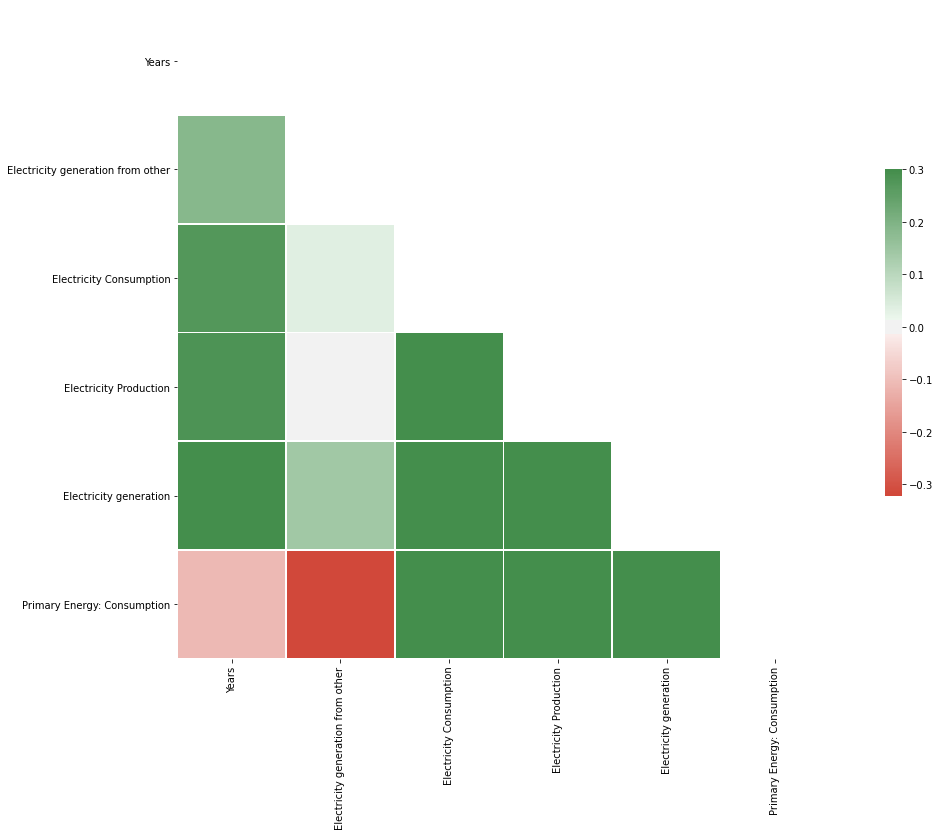 Years
Electricity generation from other
Electricity Consumption
Electricity Production
Electricity generation
Primary Energy: Consumption
Years
Electricity generation from other
Electricity Consumption
Electricity Production
Electricity generation
Primary Energy: Consumption
0.3
0.2
0.1
0.0
−0.1
−0.2
−0.3